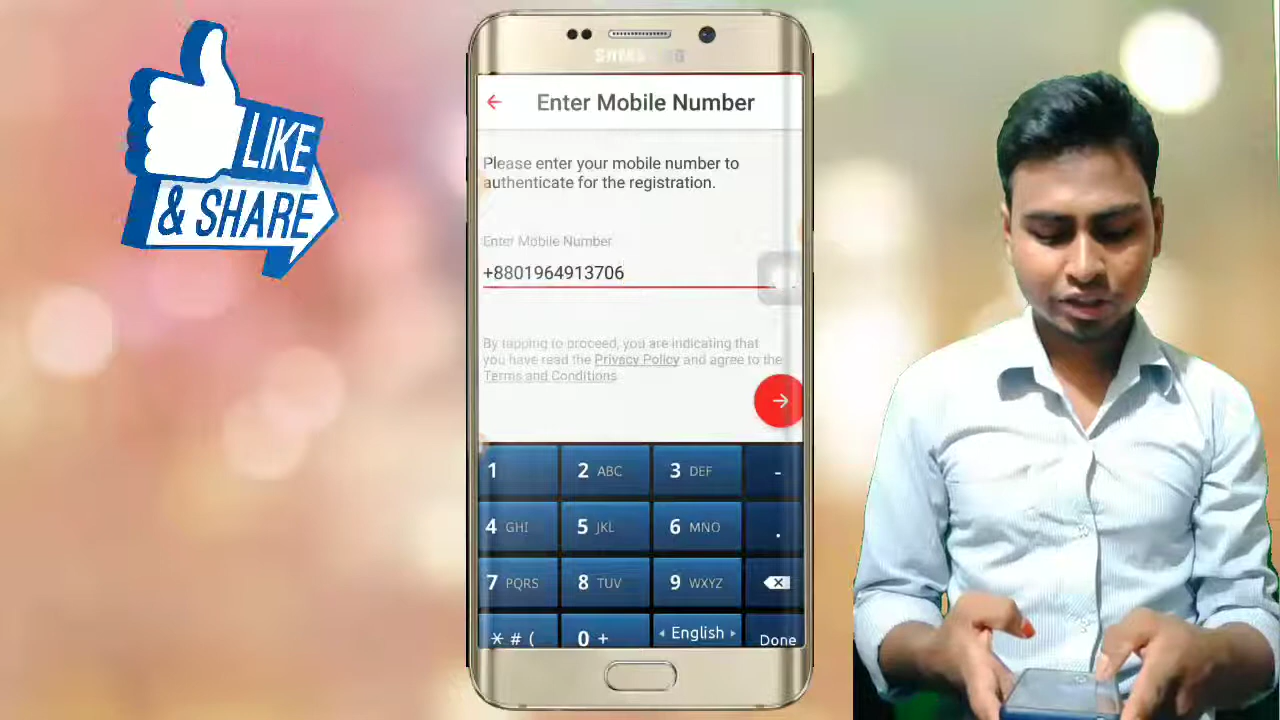 LIKE
& SHARE
SAMSUNG
Enter Mobile Number
Please enter your mobile number to
authenticate for the registration.
Enter Mobile Number
+8801964913706
By tapping to proceed, you are indicating that
you have read the Privacy Policy and agree to the
Terms and Conditions
1 2 ABC 3 DEF -
4 GHI 5 JKL 6 MNO .
7 PQRS 8 TUV 9 WXYZ
* # ( 0 + English Done